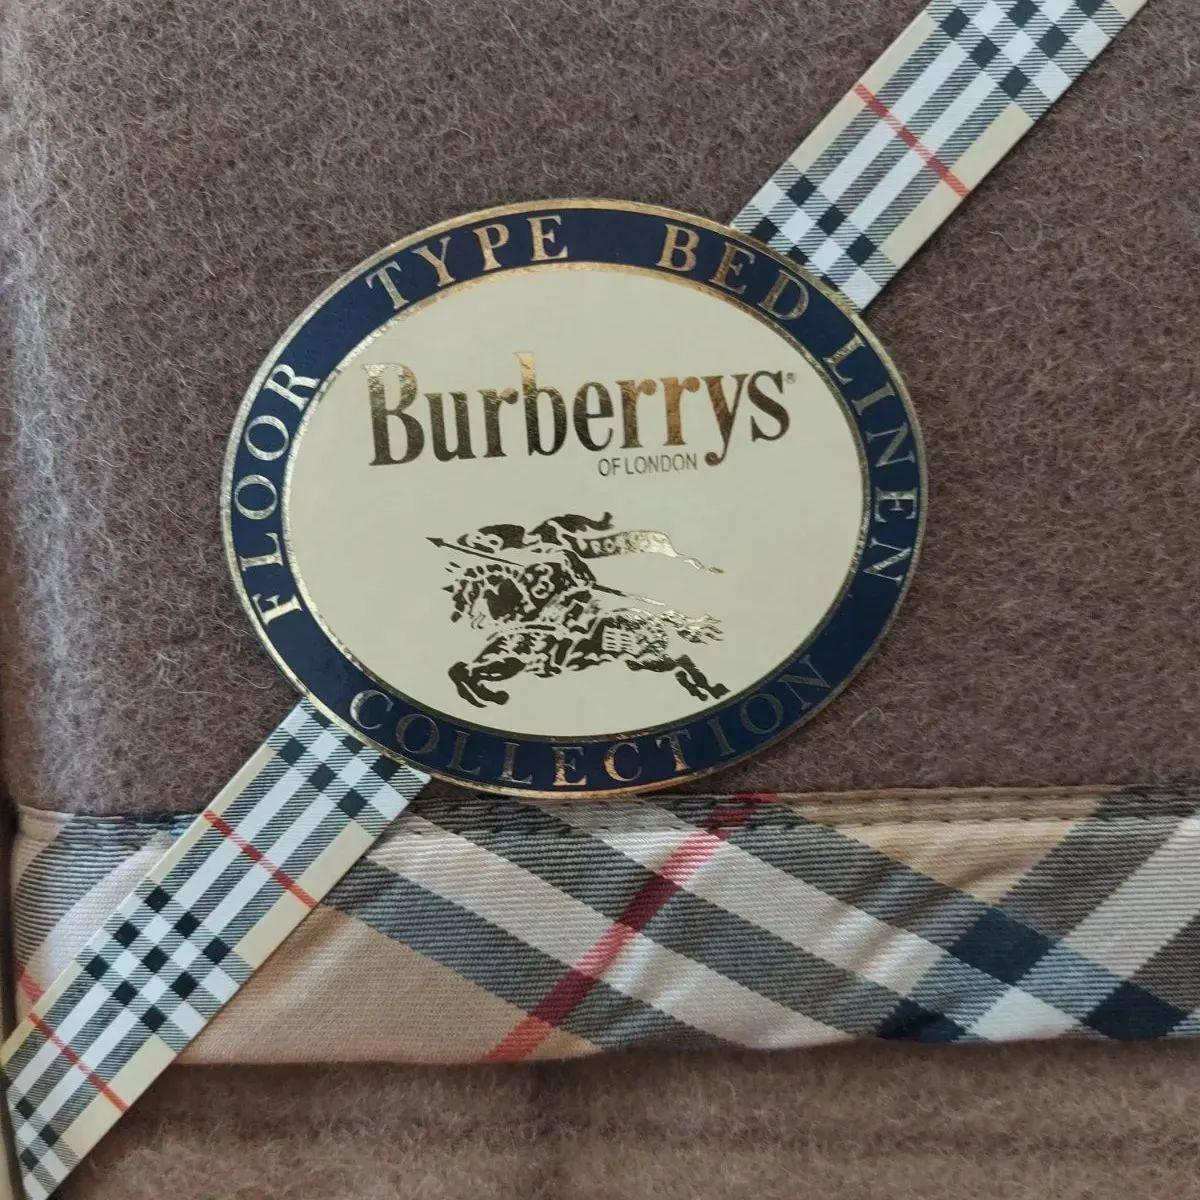 FLOOR TYPE BED LINEN
Burberrys®
OF LONDON
COLLECTION